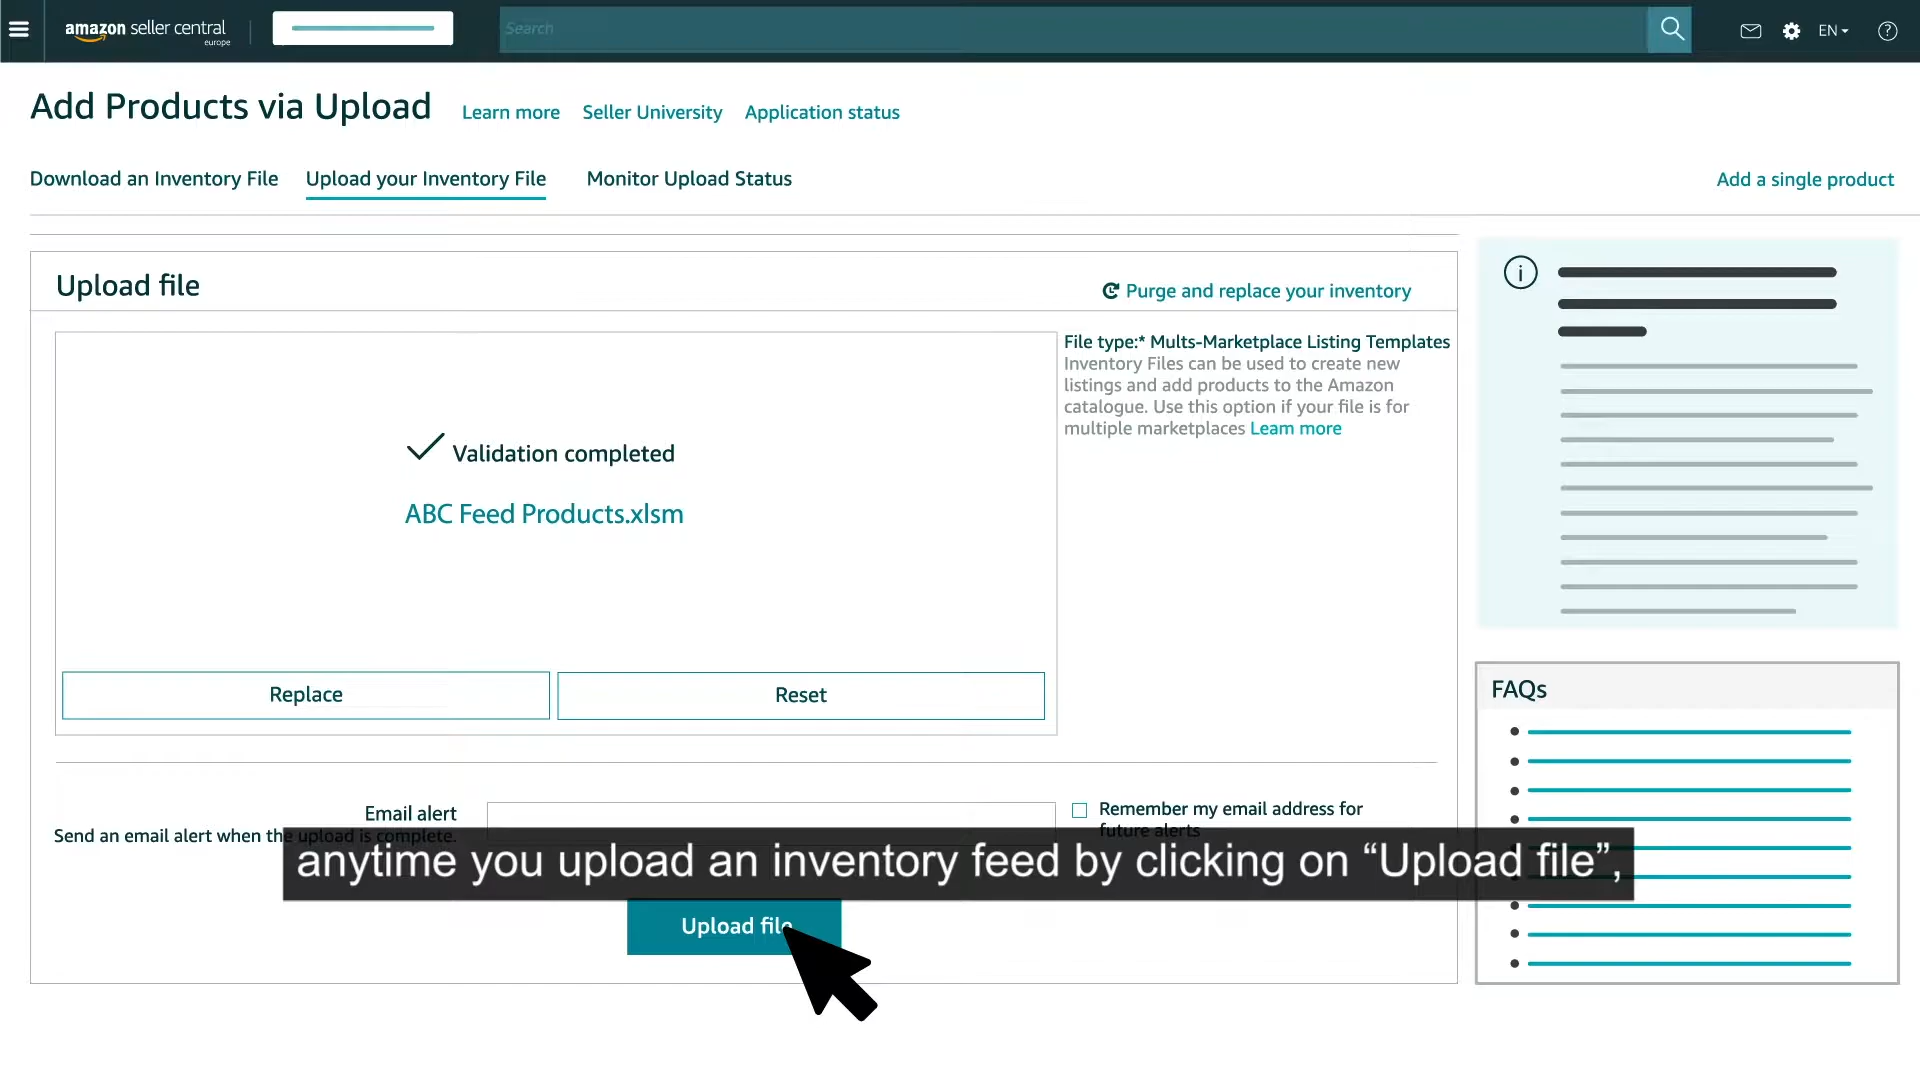 amazon seller central
europe
Search
EN
Add Products via Upload
Learn more
Seller University
Application status
Download an Inventory File
Upload your Inventory File
Monitor Upload Status
Add a single product
Upload file
Purge and replace your inventory
File type:* Mults-Marketplace Listing Templates
Inventory Files can be used to create new
listings and add products to the Amazon
catalogue. Use this option if your file is for
multiple marketplaces Leam more
Validation completed
ABC Feed Products.xlsm
Replace
Reset
FAQs
Email alert
Send an email alert when the upload is complete.
Remember my email address for
future alerts
anytime you upload an inventory feed by clicking on “Upload file”,
Upload file